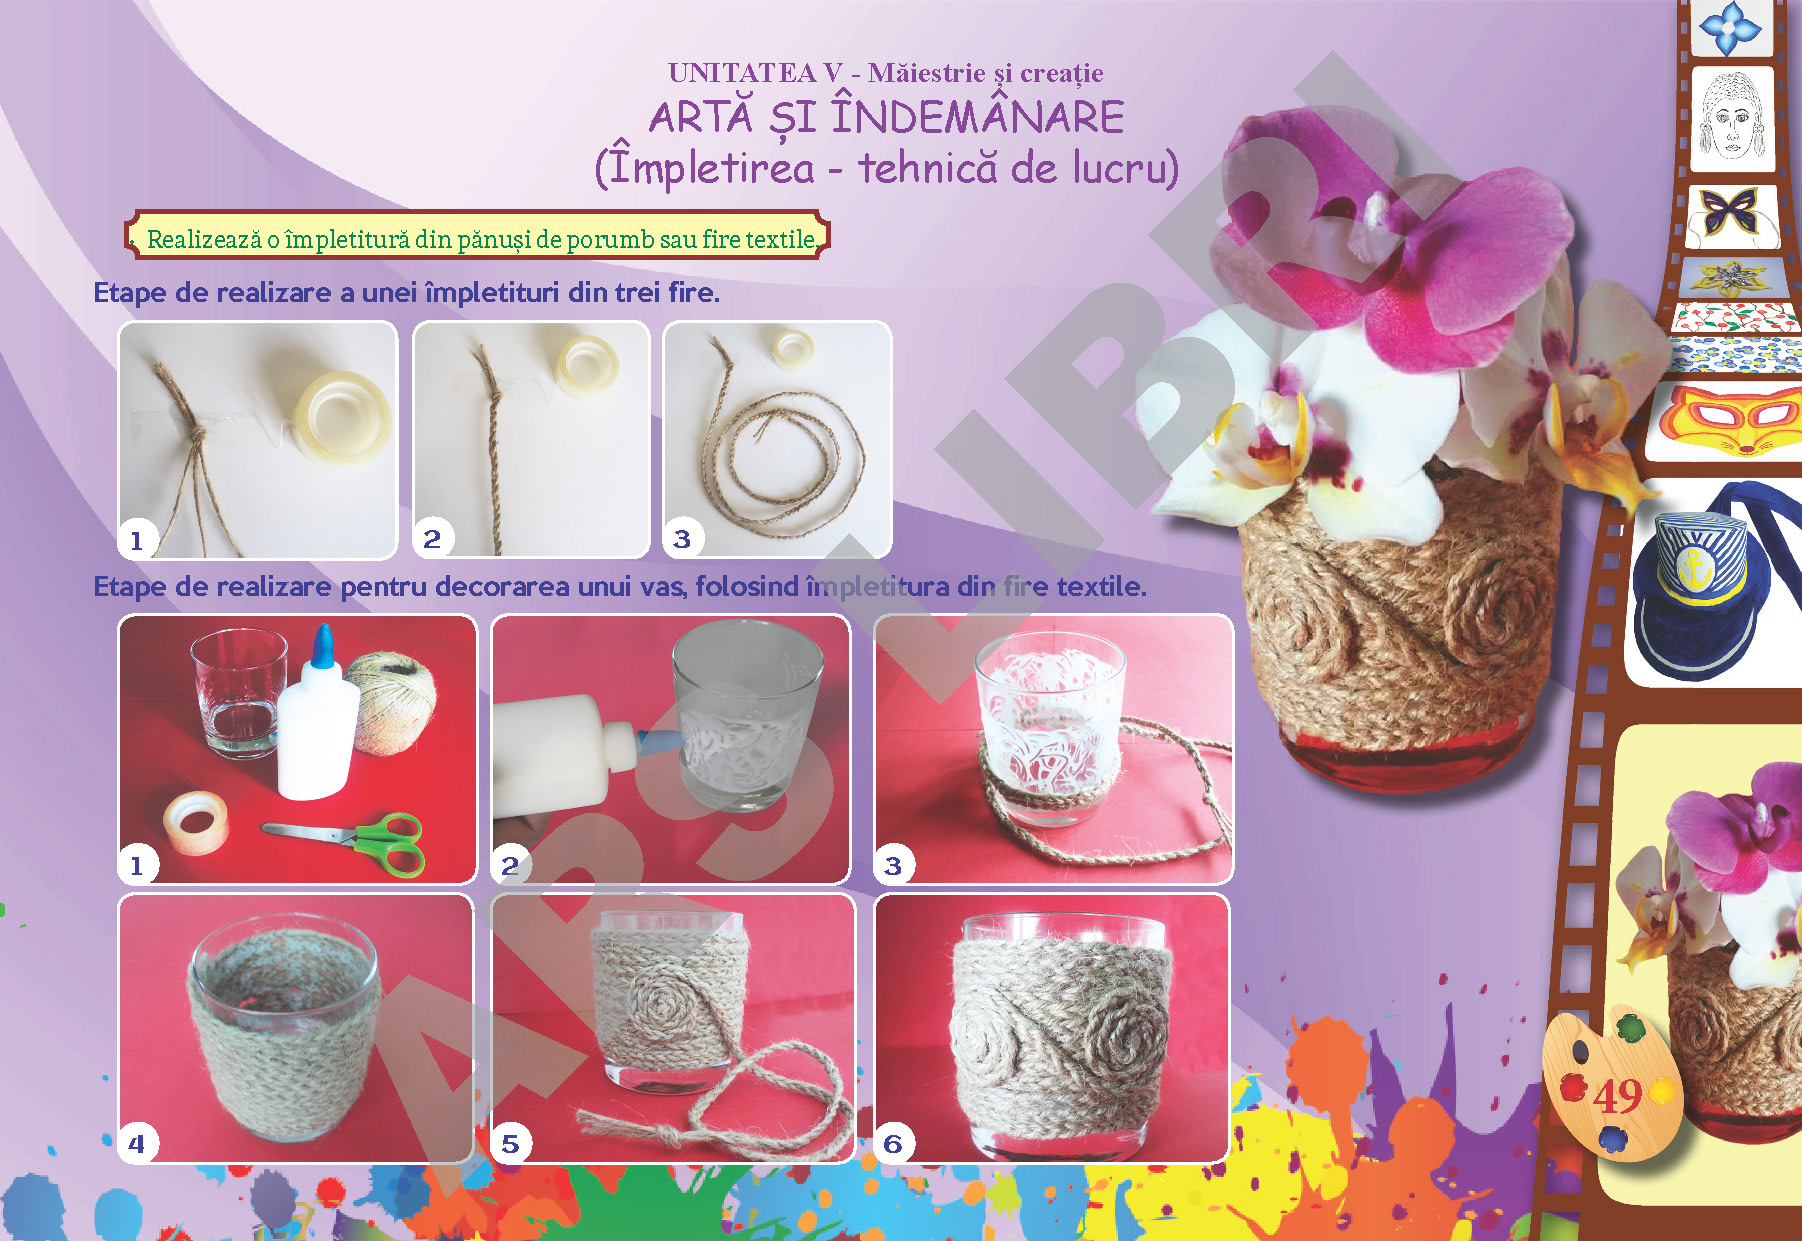 UNITATEA V - Măiestrie și creație
ARTĂ ȘI ÎNDEMÂNARE
(Împletirea - tehnică de lucru)
· Realizează o împletitură din pănuși de porumb sau fire textile.
Etape de realizare a unei împletituri din trei fire.
1
2
3
Etape de realizare pentru decorarea unui vas, folosind împletitura din fire textile.
1
2
3
4
5
6
49
ARS LIBRI